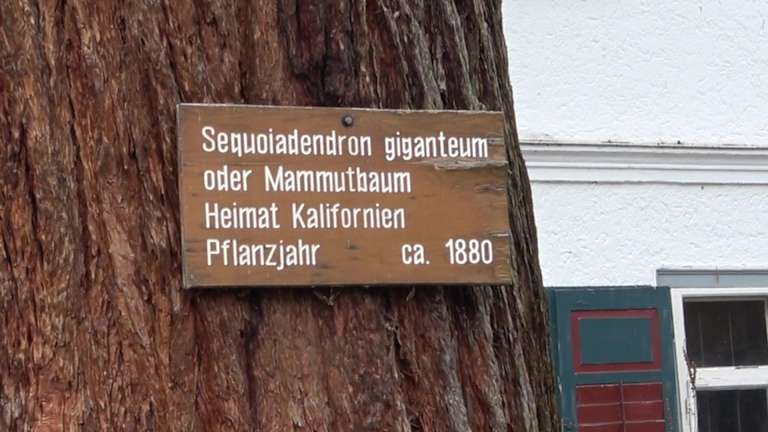 Sequoiadendron giganteum
oder Mammutbaum
Heimat Kalifornien
Pflanzjahr ca. 1880